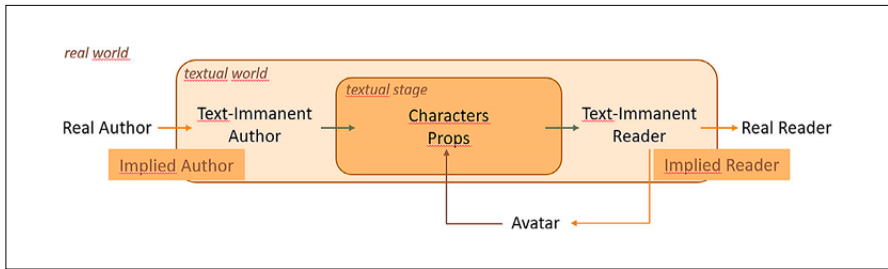 real world
textual world
textual stage
Real Author
Text-Immanent
Author
Characters
Props
Text-Immanent
Reader
Real Reader
Implied Author
Implied Reader
Avatar